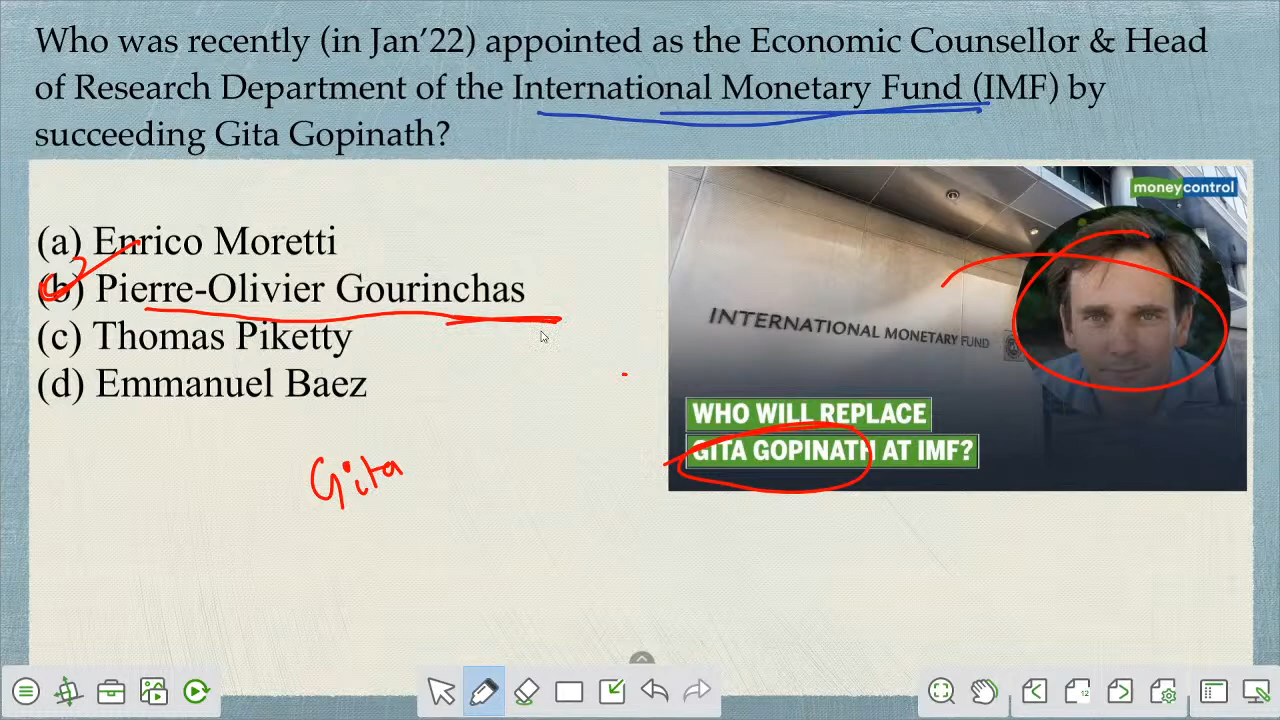 Who was recently (in Jan’22) appointed as the Economic Counsellor & Head
of Research Department of the International Monetary Fund (IMF) by
succeeding Gita Gopinath?
(a) Enrico Moretti
(b) Pierre-Olivier Gourinchas
(c) Thomas Piketty
(d) Emmanuel Baez
Gita
moneycontrol
INTERNATIONAL MONETARY FUND
WHO WILL REPLACE
GITA GOPINATH AT IMF?
12